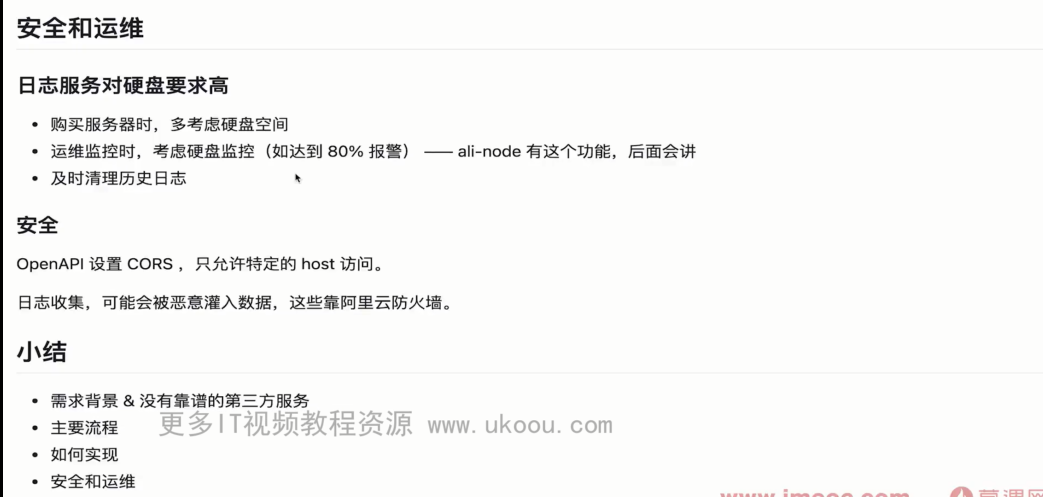 安全和运维
日志服务对硬盘要求高
• 购买服务器时，多考虑硬盘空间
• 运维监控时，考虑硬盘监控（如达到 80% 报警） —— ali-node 有这个功能，后面会讲
• 及时清理历史日志
安全
OpenAPI 设置 CORS ，只允许特定的 host 访问。
日志收集，可能会被恶意灌入数据，这些靠阿里云防火墙。
小结
• 需求背景 & 没有靠谱的第三方服务
• 主要流程
更多IT视频教程资源 www.ukoou.com
• 如何实现
• 安全和运维
www.imooc.com 慕课网